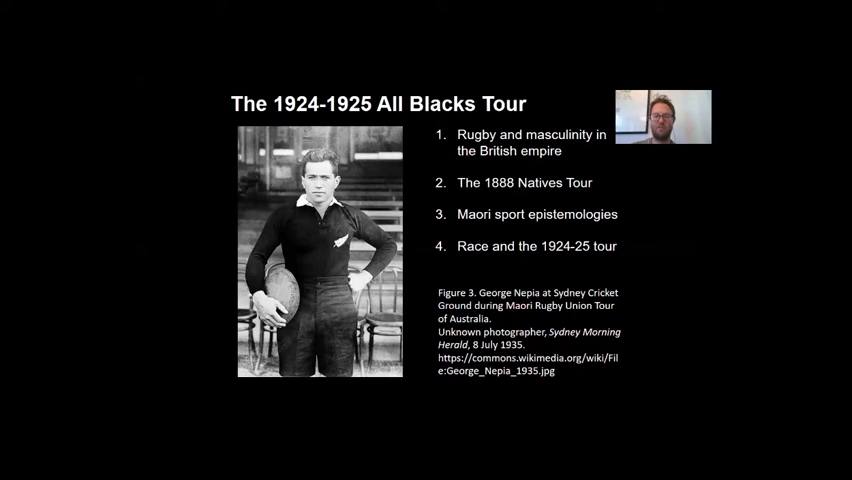 The 1924-1925 All Blacks Tour
1. Rugby and masculinity in
the British empire
2. The 1888 Natives Tour
3. Maori sport epistemologies
4. Race and the 1924-25 tour
Figure 3. George Nepia at Sydney Cricket
Ground during Maori Rugby Union Tour
of Australia.
Unknown photographer, Sydney Morning
Herald, 8 July 1935.
https://commons.wikimedia.org/wiki/Fil
e:George_Nepia_1935.jpg